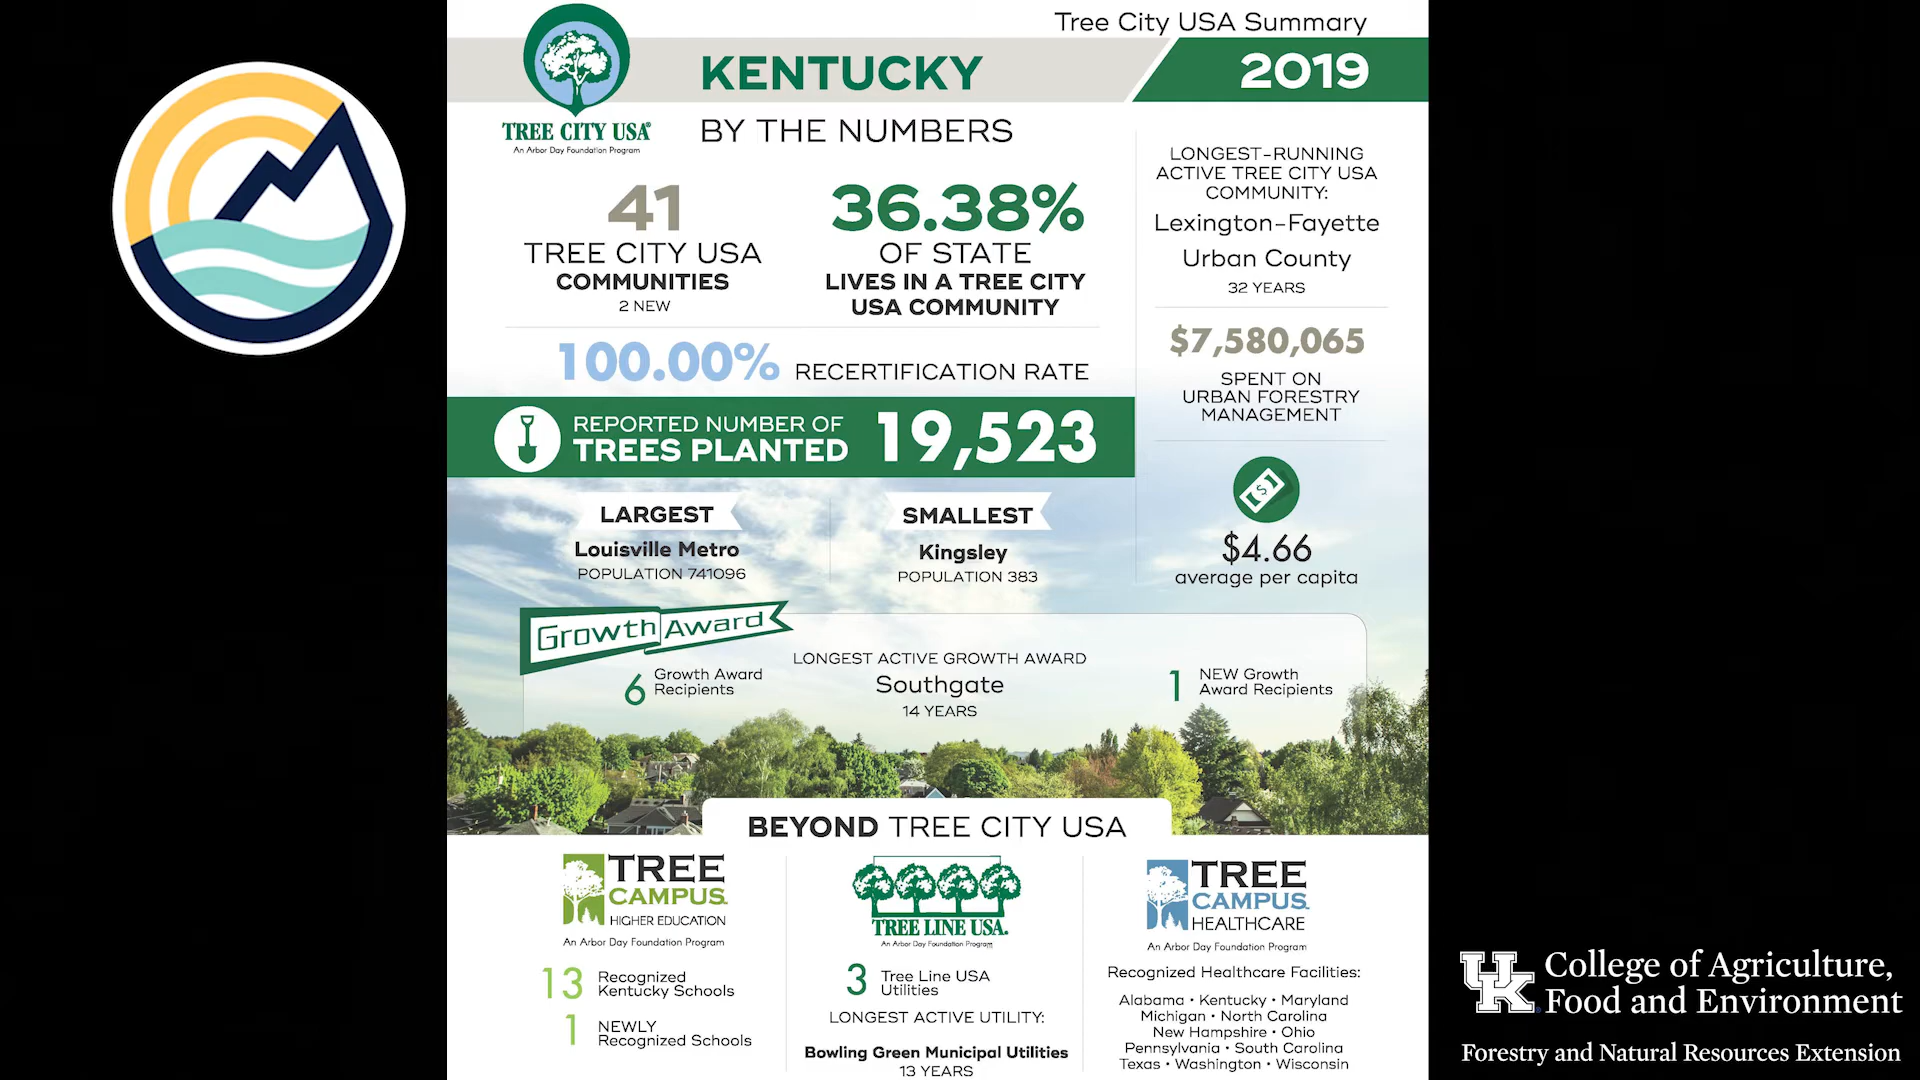 Tree City USA Summary
KENTUCKY
2019
TREE CITY USA®
An Arbor Day Foundation Program
BY THE NUMBERS
41
TREE CITY USA
COMMUNITIES
2 NEW
36.38%
OF STATE
LIVES IN A TREE CITY
USA COMMUNITY
100.00% RECERTIFICATION RATE
REPORTED NUMBER OF
TREES PLANTED
19,523
LONGEST-RUNNING
ACTIVE TREE CITY USA
COMMUNITY:
Lexington-Fayette
Urban County
32 YEARS
$7,580,065
SPENT ON
URBAN FORESTRY
MANAGEMENT
$
$4.66
average per capita
LARGEST
Louisville Metro
POPULATION 741096
SMALLEST
Kingsley
POPULATION 383
Growth Award
6 Growth Award
Recipients
LONGEST ACTIVE GROWTH AWARD
Southgate
14 YEARS
1 NEW Growth
Award Recipients
BEYOND TREE CITY USA
TREE
CAMPUS
HIGHER EDUCATION
An Arbor Day Foundation Program
13 Recognized
Kentucky Schools
1 NEWLY
Recognized Schools
TREE LINE USA®
An Arbor Day Foundation Program
3 Tree Line USA
Utilities
LONGEST ACTIVE UTILITY:
Bowling Green Municipal Utilities
13 YEARS
TREE
CAMPUS
HEALTHCARE
An Arbor Day Foundation Program
Recognized Healthcare Facilities:
Alabama • Kentucky • Maryland
Michigan • North Carolina
New Hampshire • Ohio
Pennsylvania • South Carolina
Texas • Washington • Wisconsin
UK College of Agriculture,
Food and Environment
Forestry and Natural Resources Extension